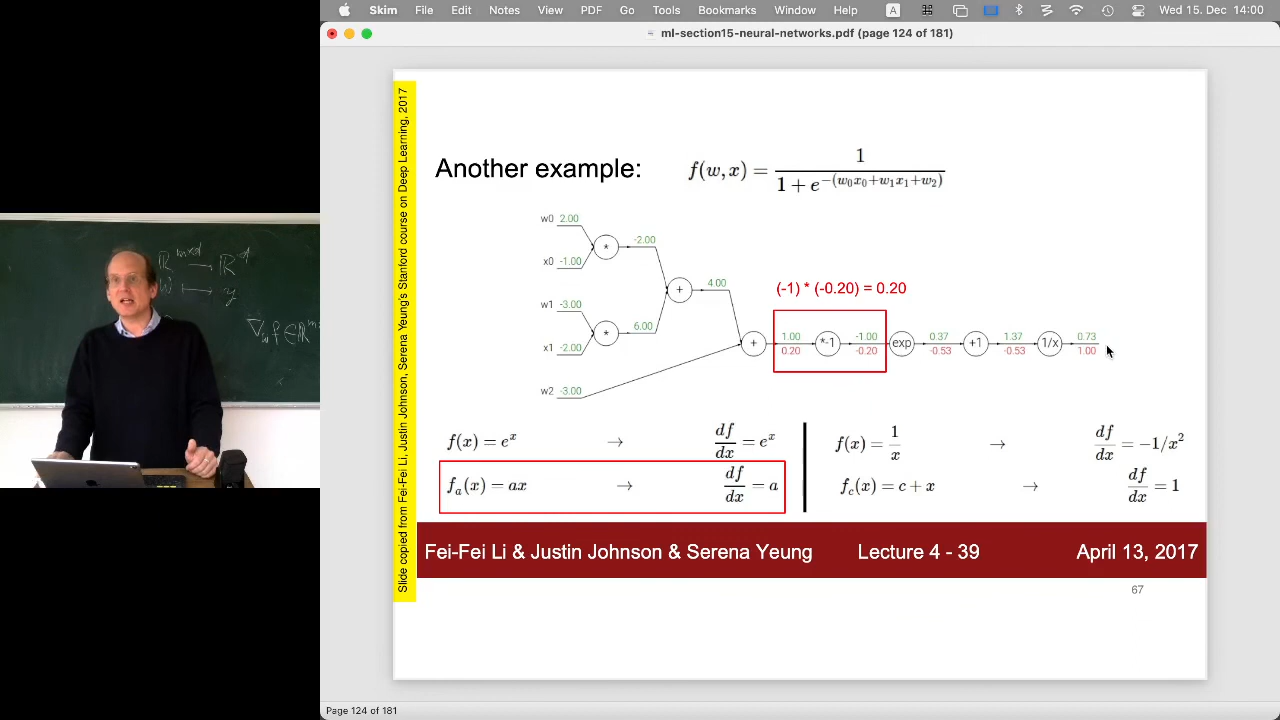 Skim File Edit Notes View PDF Go Tools Bookmarks Window Help A Wed 15. Dec 14:00
ml-section15-neural-networks.pdf (page 124 of 181)
Slide copied from Fei-Fei Li, Justin Johnson, Serena Yeung's Stanford course on Deep Learning, 2017
Another example: f(w, x) = 1 / (1 + e^{-(w_0x_0+w_1x_1+w_2)})
w0 2.00
* -2.00
x0 -1.00
+ 4.00
(-1) * (-0.20) = 0.20
w1 -3.00
* 6.00
x1 -2.00
+ 1.00 *-1 -1.00 exp 0.37 +1 1.37 1/x 0.73
0.20 -0.20 -0.53 -0.53 1.00
w2 -3.00
f(x) = e^x → df/dx = e^x
f_a(x) = ax → df/dx = a
f(x) = 1/x → df/dx = -1/x^2
f_c(x) = c + x → df/dx = 1
Fei-Fei Li & Justin Johnson & Serena Yeung Lecture 4 - 39 April 13, 2017
67
Page 124 of 181
ℝ^{m×d} → ℝ^d
↦ y
∇_w f ∈ ℝ